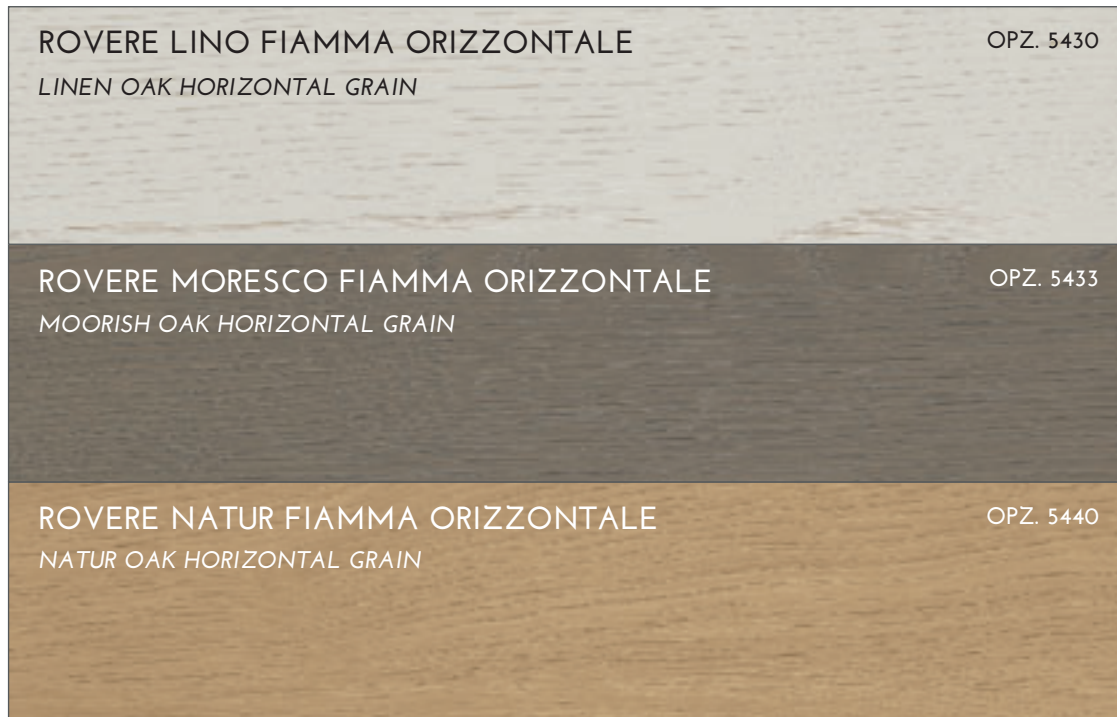 ROVERE LINO FIAMMA ORIZZONTALE OPZ. 5430
LINEN OAK HORIZONTAL GRAIN
ROVERE MORESCO FIAMMA ORIZZONTALE OPZ. 5433
MOORISH OAK HORIZONTAL GRAIN
ROVERE NATUR FIAMMA ORIZZONTALE OPZ. 5440
NATUR OAK HORIZONTAL GRAIN